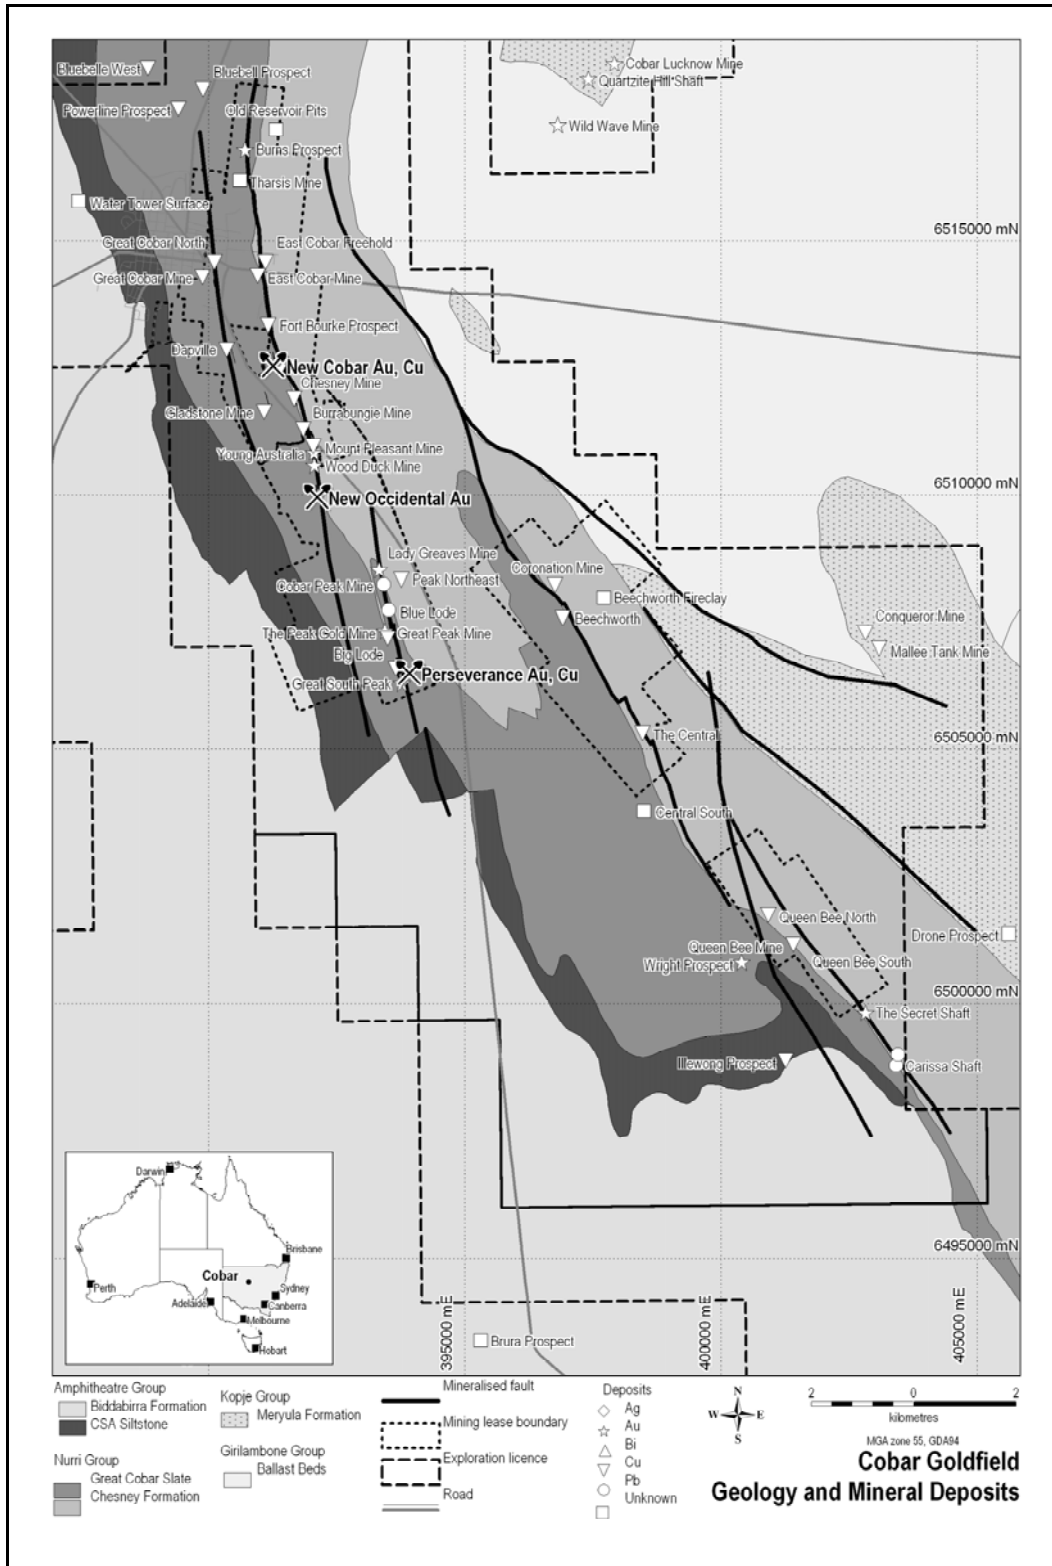 Bluebelle West
Bluebell Prospect
Powerline Prospect
Old Reservoir Pits
Burns Prospect
Tharsis Mine
Water Tower Surface
Cobar Lucknow Mine
Quartzite Hill Shaft
Wild Wave Mine
6515000 mN
Great Cobar North
East Cobar Freehold
Great Cobar Mine
East Cobar Mine
Fort Bourke Prospect
Dapville
New Cobar Au, Cu
Chesney Mine
Gladstone Mine
Burrabungie Mine
Young Australia
Mount Pleasant Mine
Wood Duck Mine
New Occidental Au
6510000 mN
Lady Greaves Mine
Cobar Peak Mine
Peak Northeast
Coronation Mine
Beechworth Fireclay
Beechworth
Blue Lode
The Peak Gold Mine
Great Peak Mine
Conqueror Mine
Mallee Tank Mine
Big Lode
Great South Peak
Perseverance Au, Cu
The Central
6505000 mN
Central South
Queen Bee North
Drone Prospect
Queen Bee Mine
Queen Bee South
Wright Prospect
6500000 mN
The Secret Shaft
Illewong Prospect
Carissa Shaft
6495000 mN
395000 mE
400000 mE
405000 mE
Brura Prospect
Darwin
Brisbane
Cobar
Perth
Sydney
Adelaide
Canberra
Melbourne
Hobart
Amphitheatre Group
Biddabirra Formation
CSA Siltstone
Nurri Group
Great Cobar Slate
Chesney Formation
Kopje Group
Meryula Formation
Girilambone Group
Ballast Beds
Mineralised fault
Mining lease boundary
Exploration licence
Road
Deposits
Ag
Au
Bi
Cu
Pb
Unknown
N
W E
S
2 0 2
kilometres
MGA zone 55, GDA94
Cobar Goldfield
Geology and Mineral Deposits